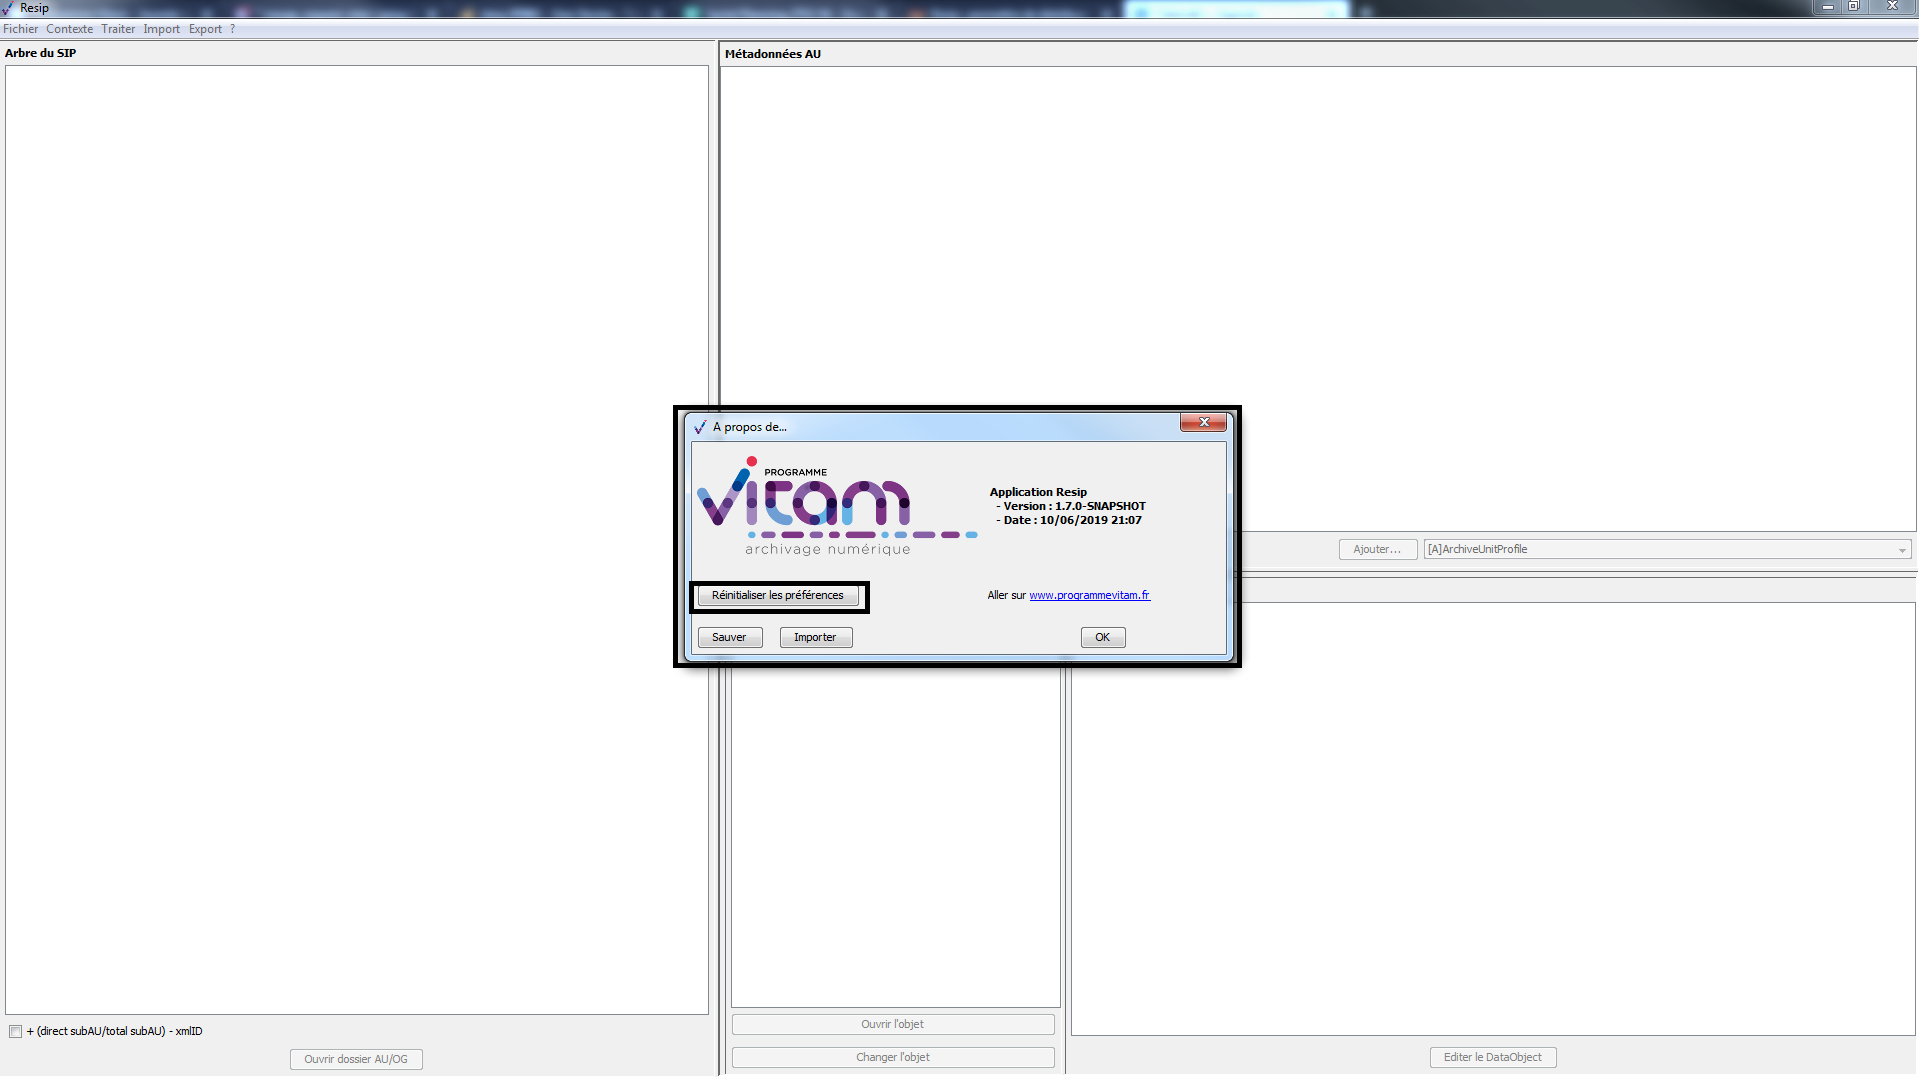 Resip
Fichier Contexte Traiter Import Export ?
Arbre du SIP
Métadonnées AU
A propos de...
PROGRAMME
vitam
archivage numérique
Application Resip
- Version : 1.7.0-SNAPSHOT
- Date : 10/06/2019 21:07
Réinitialiser les préférences
Aller sur www.programmevitam.fr
Sauver
Importer
OK
Ajouter...
[A]ArchiveUnitProfile
+ (direct subAU/total subAU) - xmlID
Ouvrir dossier AU/OG
Ouvrir l'objet
Changer l'objet
Editer le DataObject